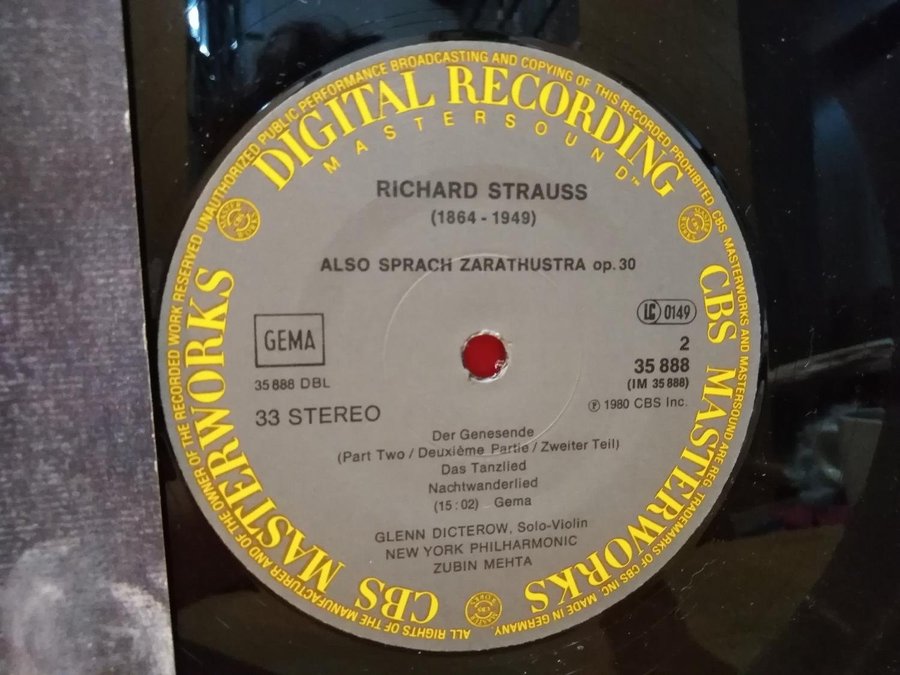 DIGITAL RECORDING
MASTERSOUND™
RICHARD STRAUSS
(1864 - 1949)
ALSO SPRACH ZARATHUSTRA op. 30
GEMA
35 888 DBL
33 STEREO
LC 0149
2
35 888
(IM 35 888)
℗ 1980 CBS Inc.
Der Genesende
(Part Two / Deuxième Partie / Zweiter Teil)
Das Tanzlied
Nachtwanderlied
(15:02) Gema
GLENN DICTEROW, Solo-Violin
NEW YORK PHILHARMONIC
ZUBIN MEHTA
CBS MASTERWORKS
CBS MASTERWORKS
ALL RIGHTS OF THE MANUFACTURER AND OF THE OWNER OF THE RECORDED WORK RESERVED UNAUTHORIZED PUBLIC PERFORMANCE BROADCASTING AND COPYING OF THIS RECORDED PROHIBITED CBS MASTERWORKS AND MASTERSOUND ARE REG. TRADEMARKS OF CBS INC. MADE IN GERMANY